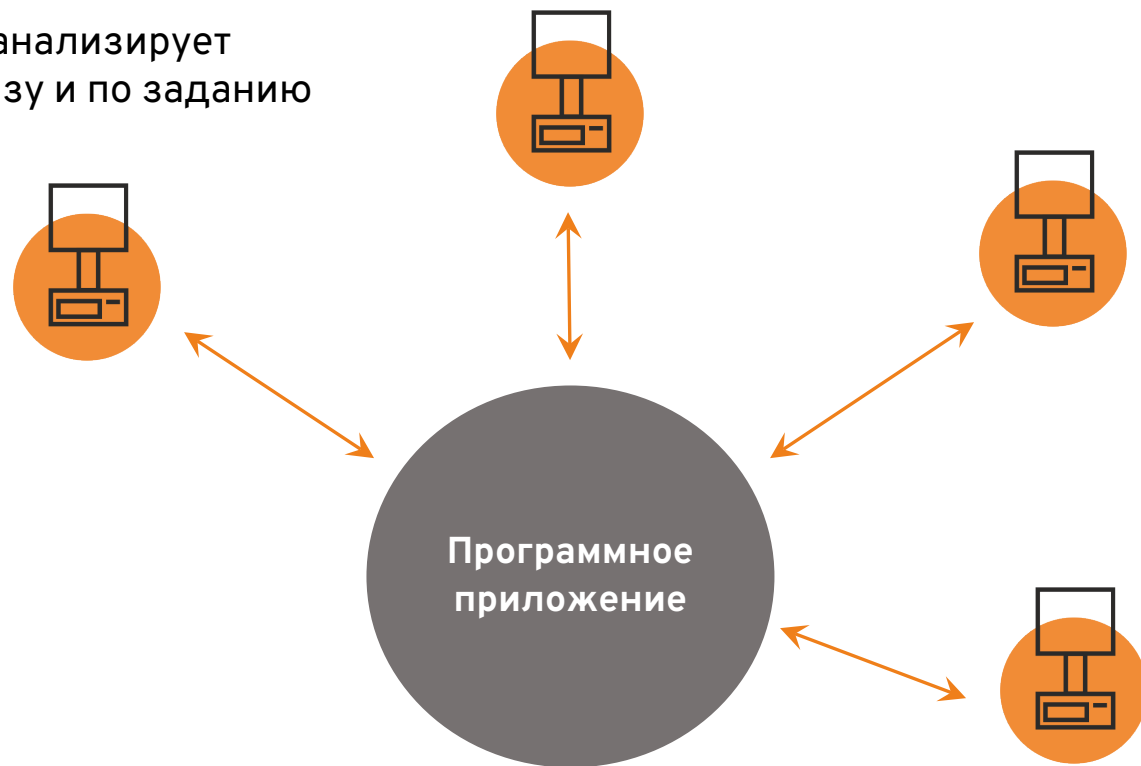 анализирует
зу и по заданию
Программное
приложение